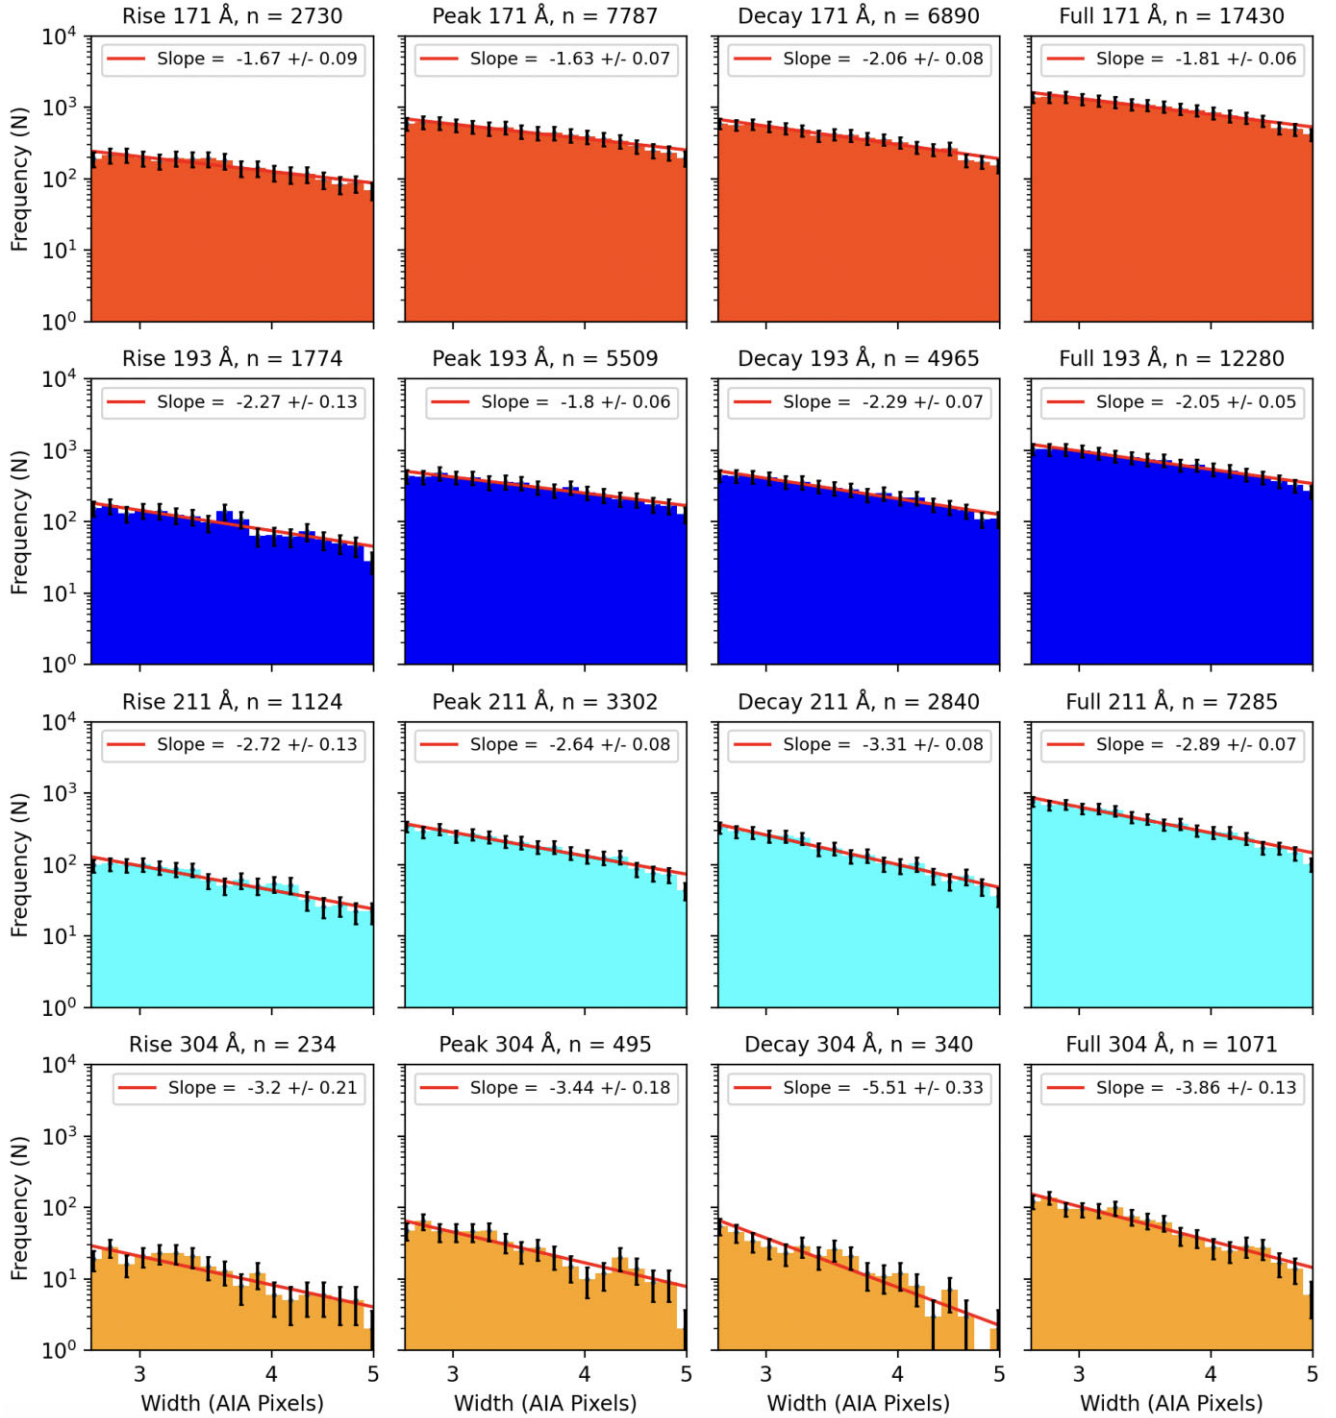 Rise 171 Å, n = 2730
Peak 171 Å, n = 7787
Decay 171 Å, n = 6890
Full 171 Å, n = 17430
Frequency (N)
10⁴
10³
10²
10¹
10⁰
Slope = -1.67 +/- 0.09
Slope = -1.63 +/- 0.07
Slope = -2.06 +/- 0.08
Slope = -1.81 +/- 0.06
Rise 193 Å, n = 1774
Peak 193 Å, n = 5509
Decay 193 Å, n = 4965
Full 193 Å, n = 12280
Frequency (N)
10⁴
10³
10²
10¹
10⁰
Slope = -2.27 +/- 0.13
Slope = -1.8 +/- 0.06
Slope = -2.29 +/- 0.07
Slope = -2.05 +/- 0.05
Rise 211 Å, n = 1124
Peak 211 Å, n = 3302
Decay 211 Å, n = 2840
Full 211 Å, n = 7285
Frequency (N)
10⁴
10³
10²
10¹
10⁰
Slope = -2.72 +/- 0.13
Slope = -2.64 +/- 0.08
Slope = -3.31 +/- 0.08
Slope = -2.89 +/- 0.07
Rise 304 Å, n = 234
Peak 304 Å, n = 495
Decay 304 Å, n = 340
Full 304 Å, n = 1071
Frequency (N)
10⁴
10³
10²
10¹
10⁰
Slope = -3.2 +/- 0.21
Slope = -3.44 +/- 0.18
Slope = -5.51 +/- 0.33
Slope = -3.86 +/- 0.13
3 4 5
3 4 5
3 4 5
3 4 5
Width (AIA Pixels)
Width (AIA Pixels)
Width (AIA Pixels)
Width (AIA Pixels)